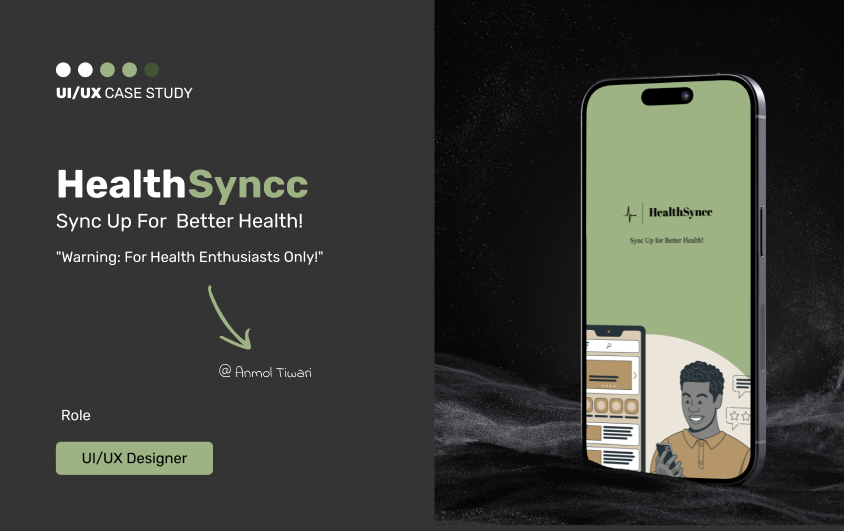 UI/UX CASE STUDY
HealthSyncc
Sync Up For Better Health!
"Warning: For Health Enthusiasts Only!"
@ Anmol Tiwari
Role
UI/UX Designer
HealthSyncc
Sync Up for Better Health!